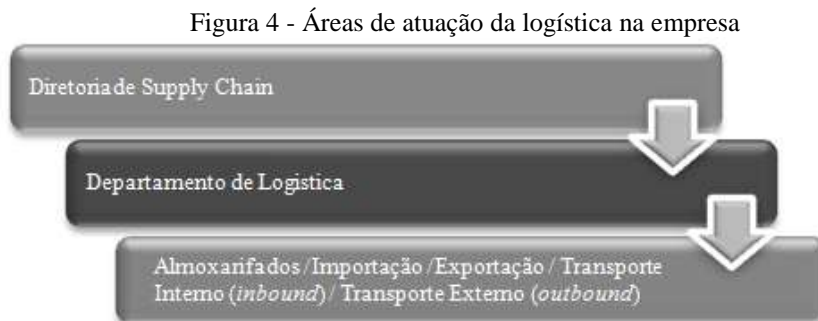 Figura 4 - Áreas de atuação da logística na empresa
Diretoria de Supply Chain
Departamento de Logistica
Almoxarifados / Importação / Exportação / Transporte
Interno (inbound) / Transporte Externo (outbound)